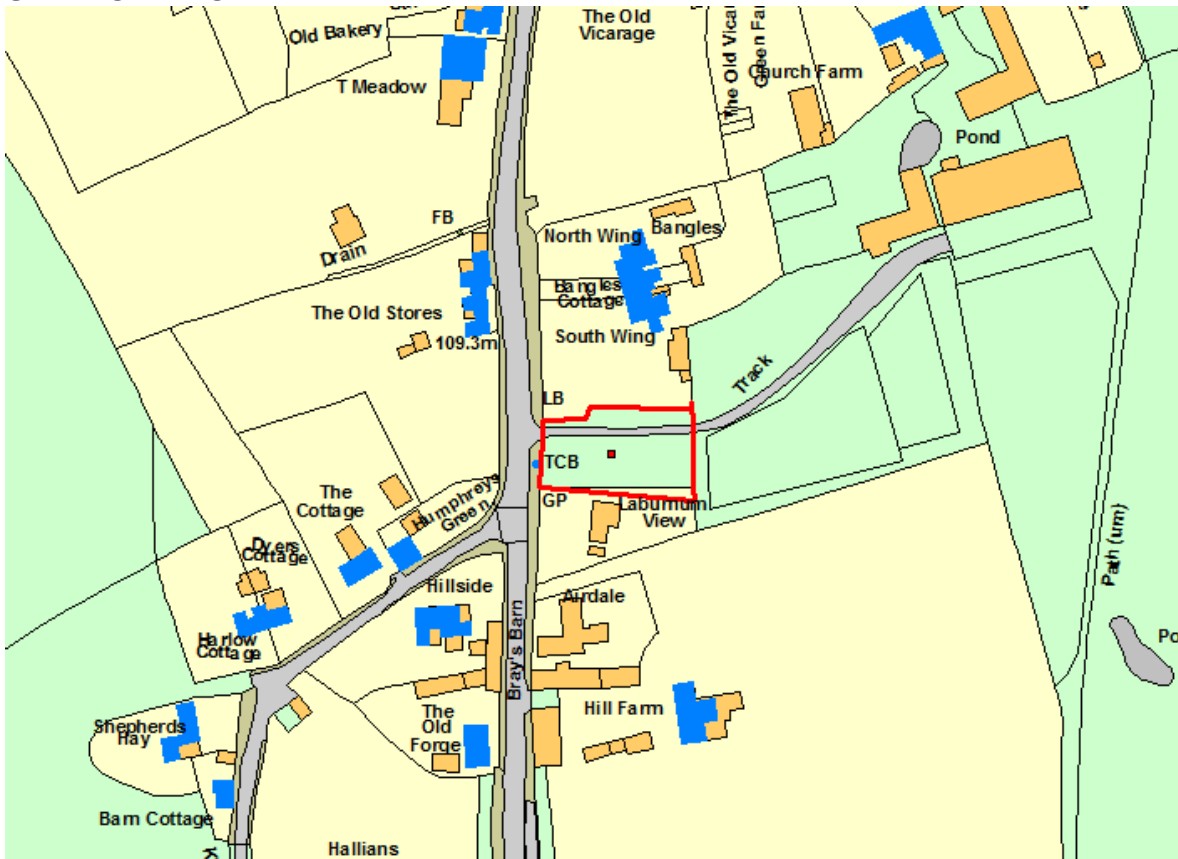 Old Bakery
The Old
Vicarage
The Old Vica
Green Far
T Meadow
Church Farm
Pond
FB
North Wing
Bangles
Drain
Bangles
Cottage
The Old Stores
109.3m
South Wing
Track
LB
TCB
GP
Laburnum
View
The
Cottage
Humphreys
Green
Dyers
Cottage
Harlow
Cottage
Hillside
Airdale
Bray's Barn
Path (um)
Po
Shepherds
Hay
The
Old
Forge
Hill Farm
Barn Cottage
Hallians
K